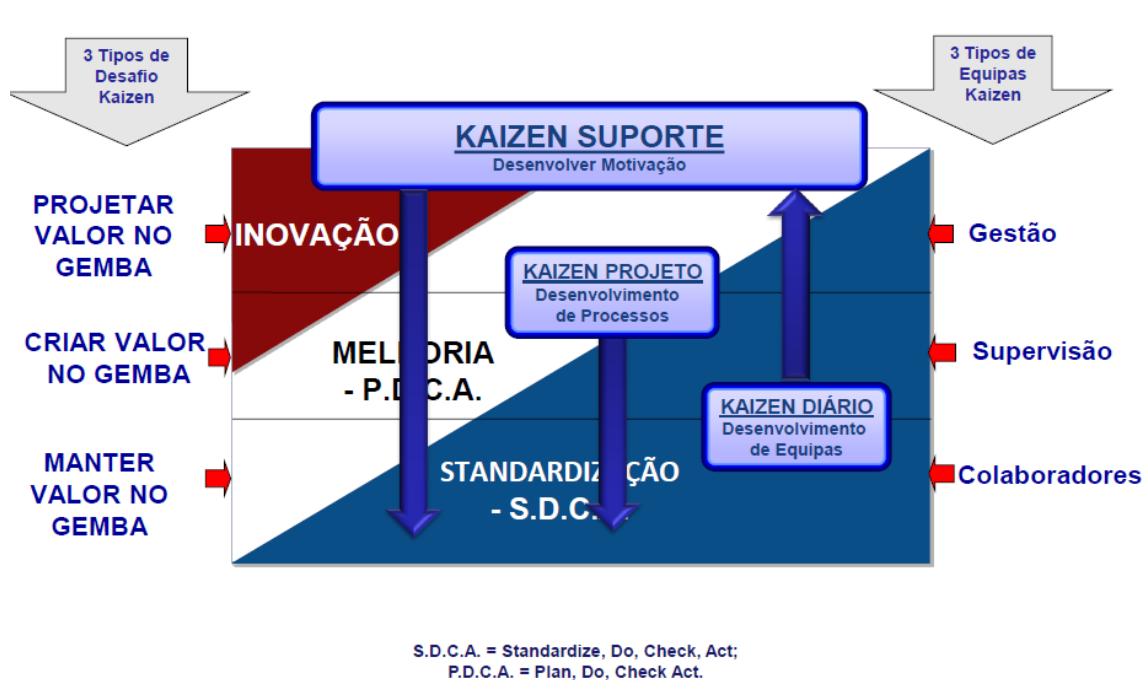 3 Tipos de
Desafio
Kaizen
3 Tipos de
Equipas
Kaizen
KAIZEN SUPORTE
Desenvolver Motivação
PROJETAR
VALOR NO
GEMBA
INOVAÇÃO
Gestão
KAIZEN PROJETO
Desenvolvimento
de Processos
CRIAR VALOR
NO GEMBA
MELHORIA
- P.D.C.A.
Supervisão
KAIZEN DIÁRIO
Desenvolvimento
de Equipas
MANTER
VALOR NO
GEMBA
STANDARDIZAÇÃO
- S.D.C.A.
Colaboradores
S.D.C.A. = Standardize, Do, Check, Act;
P.D.C.A. = Plan, Do, Check Act.